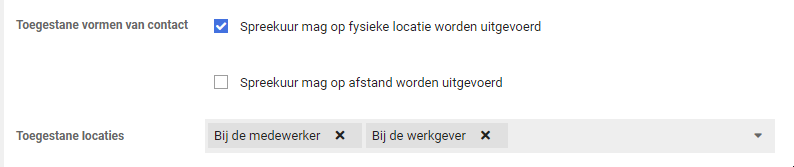 Toegestane vormen van contact Spreekuur mag op fysieke locatie worden uitgevoerd
Spreekuur mag op afstand worden uitgevoerd
Toegestane locaties Bij de medewerker × Bij de werkgever ×